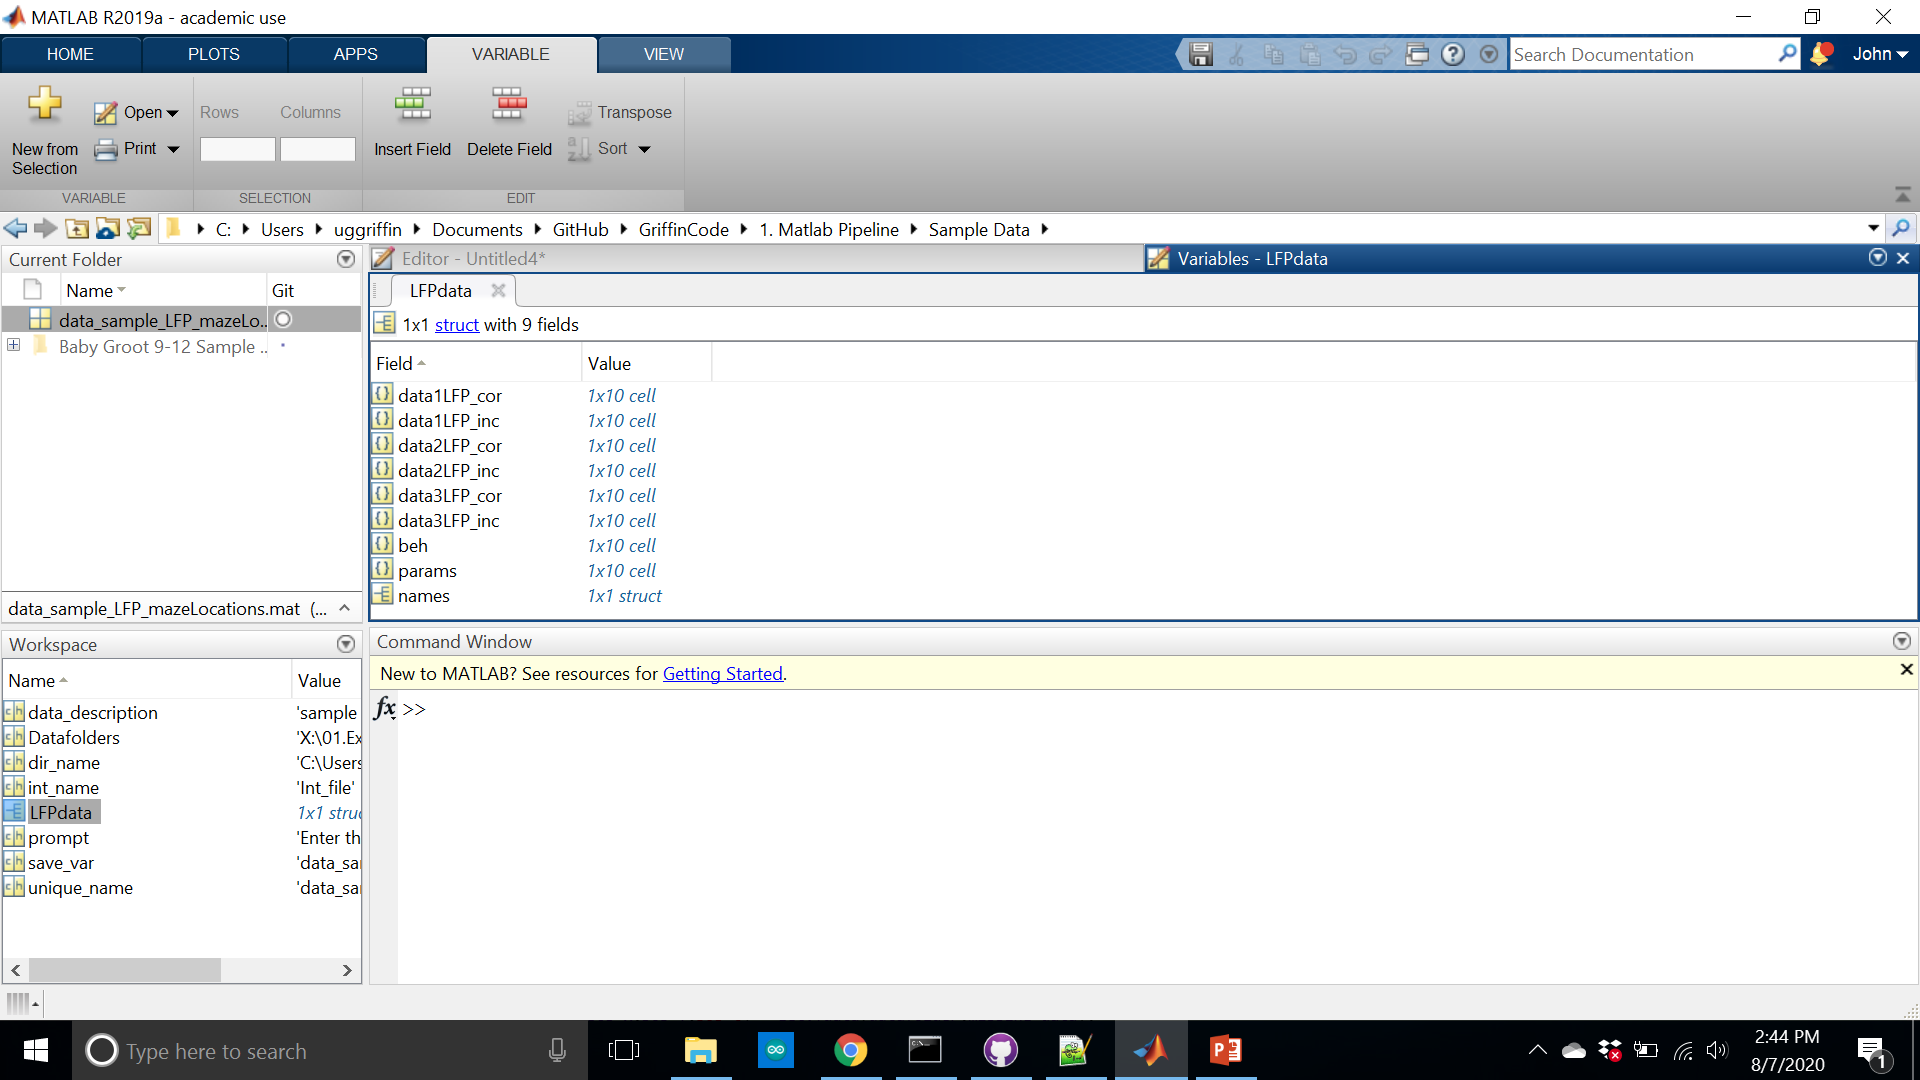 MATLAB R2019a - academic use
HOME PLOTS APPS VARIABLE VIEW
Search Documentation John
New from Selection
Open
Print
Rows Columns
Insert Field Delete Field
Transpose
Sort
VARIABLE SELECTION EDIT
C: Users uggriffin Documents GitHub GriffinCode 1. Matlab Pipeline Sample Data
Current Folder
Name Git
data_sample_LFP_mazeLo...
Baby Groot 9-12 Sample ...
data_sample_LFP_mazeLocations.mat (...
Workspace
Name Value
data_description 'sample
Datafolders 'X:\01.Ex
dir_name 'C:\Users
int_name 'Int_file'
LFPdata 1x1 struc
prompt 'Enter th
save_var 'data_sa
unique_name 'data_sa
Editor - Untitled4*
Variables - LFPdata
LFPdata
1x1 struct with 9 fields
Field Value
data1LFP_cor 1x10 cell
data1LFP_inc 1x10 cell
data2LFP_cor 1x10 cell
data2LFP_inc 1x10 cell
data3LFP_cor 1x10 cell
data3LFP_inc 1x10 cell
beh 1x10 cell
params 1x10 cell
names 1x1 struct
Command Window
New to MATLAB? See resources for Getting Started.
fx >>
Type here to search
2:44 PM
8/7/2020
1